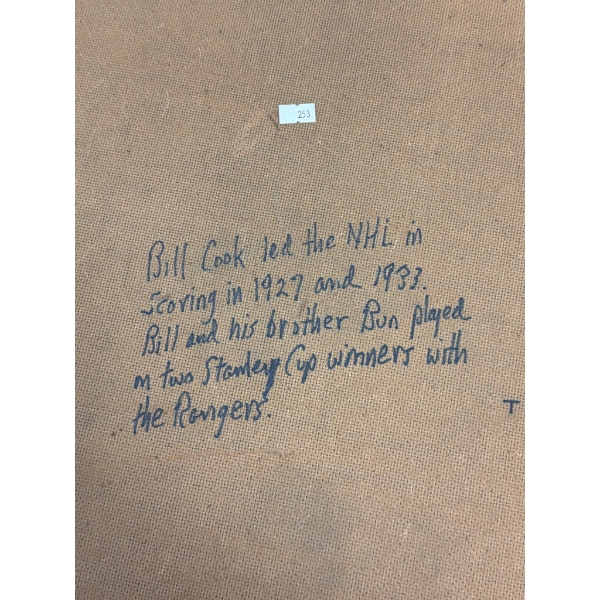 253
Bill Cook led the NHL in
scoring in 1927 and 1933.
Bill and his brother Bun played
on two Stanley Cup winners with
the Rangers.
T